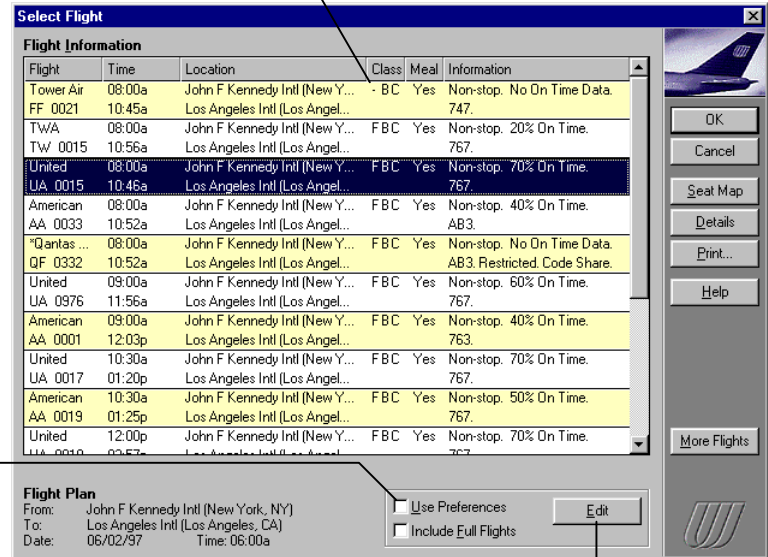 Select Flight
Flight Information
Flight Time Location Class Meal Information
Tower Air 08:00a John F Kennedy Intl (New Y... - BC Yes Non-stop. No On Time Data.
FF 0021 10:45a Los Angeles Intl (Los Angel... 747.
TWA 08:00a John F Kennedy Intl (New Y... FBC Yes Non-stop. 20% On Time.
TW 0015 10:56a Los Angeles Intl (Los Angel... 767.
United 08:00a John F Kennedy Intl (New Y... FBC Yes Non-stop. 70% On Time.
UA 0015 10:46a Los Angeles Intl (Los Angel... 767.
American 08:00a John F Kennedy Intl (New Y... FBC Yes Non-stop. 40% On Time.
AA 0033 10:52a Los Angeles Intl (Los Angel... AB3.
*Qantas ... 08:00a John F Kennedy Intl (New Y... FBC Yes Non-stop. No On Time Data.
QF 0332 10:52a Los Angeles Intl (Los Angel... AB3. Restricted. Code Share.
United 09:00a John F Kennedy Intl (New Y... FBC Yes Non-stop. 60% On Time.
UA 0976 11:56a Los Angeles Intl (Los Angel... 767.
American 09:00a John F Kennedy Intl (New Y... FBC Yes Non-stop. 40% On Time.
AA 0001 12:03p Los Angeles Intl (Los Angel... 763.
United 10:30a John F Kennedy Intl (New Y... FBC Yes Non-stop. 70% On Time.
UA 0017 01:20p Los Angeles Intl (Los Angel... 767.
American 10:30a John F Kennedy Intl (New Y... FBC Yes Non-stop. 50% On Time.
AA 0019 01:25p Los Angeles Intl (Los Angel... 767.
United 12:00p John F Kennedy Intl (New Y... FBC Yes Non-stop. 70% On Time.
OK
Cancel
Seat Map
Details
Print...
Help
More Flights
Flight Plan
From: John F Kennedy Intl (New York, NY)
To: Los Angeles Intl (Los Angeles, CA)
Date: 06/02/97 Time: 06:00a
Use Preferences
Include Full Flights
Edit